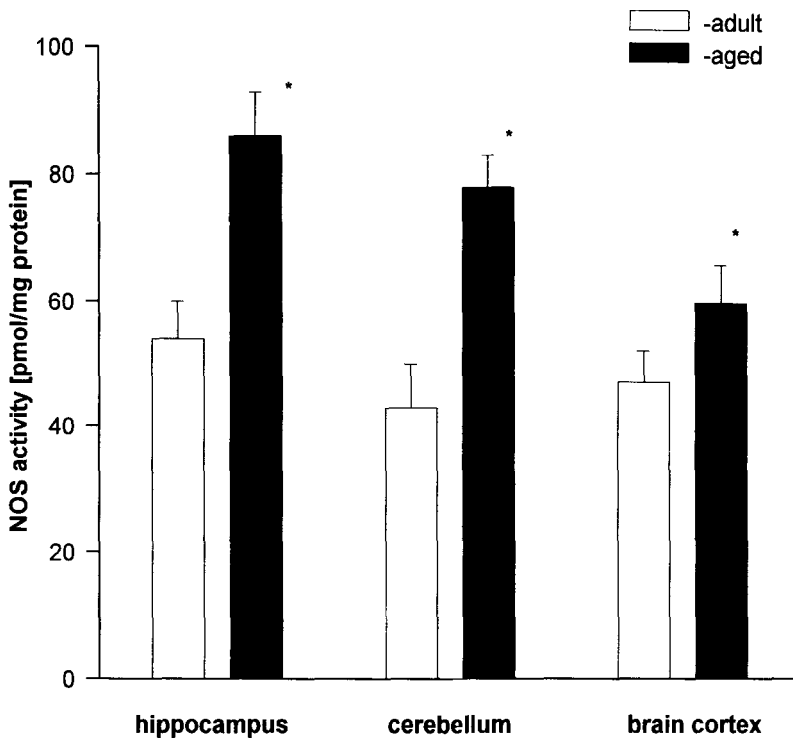 -adult
-aged
100
80
60
40
20
0
NOS activity [pmol/mg protein]
*
*
*
hippocampus
cerebellum
brain cortex